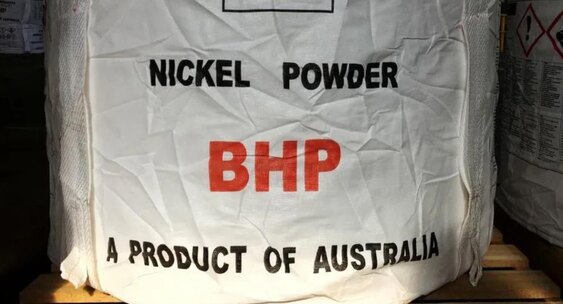 NICKEL POWDER
BHP
A PRODUCT OF AUSTRALIA